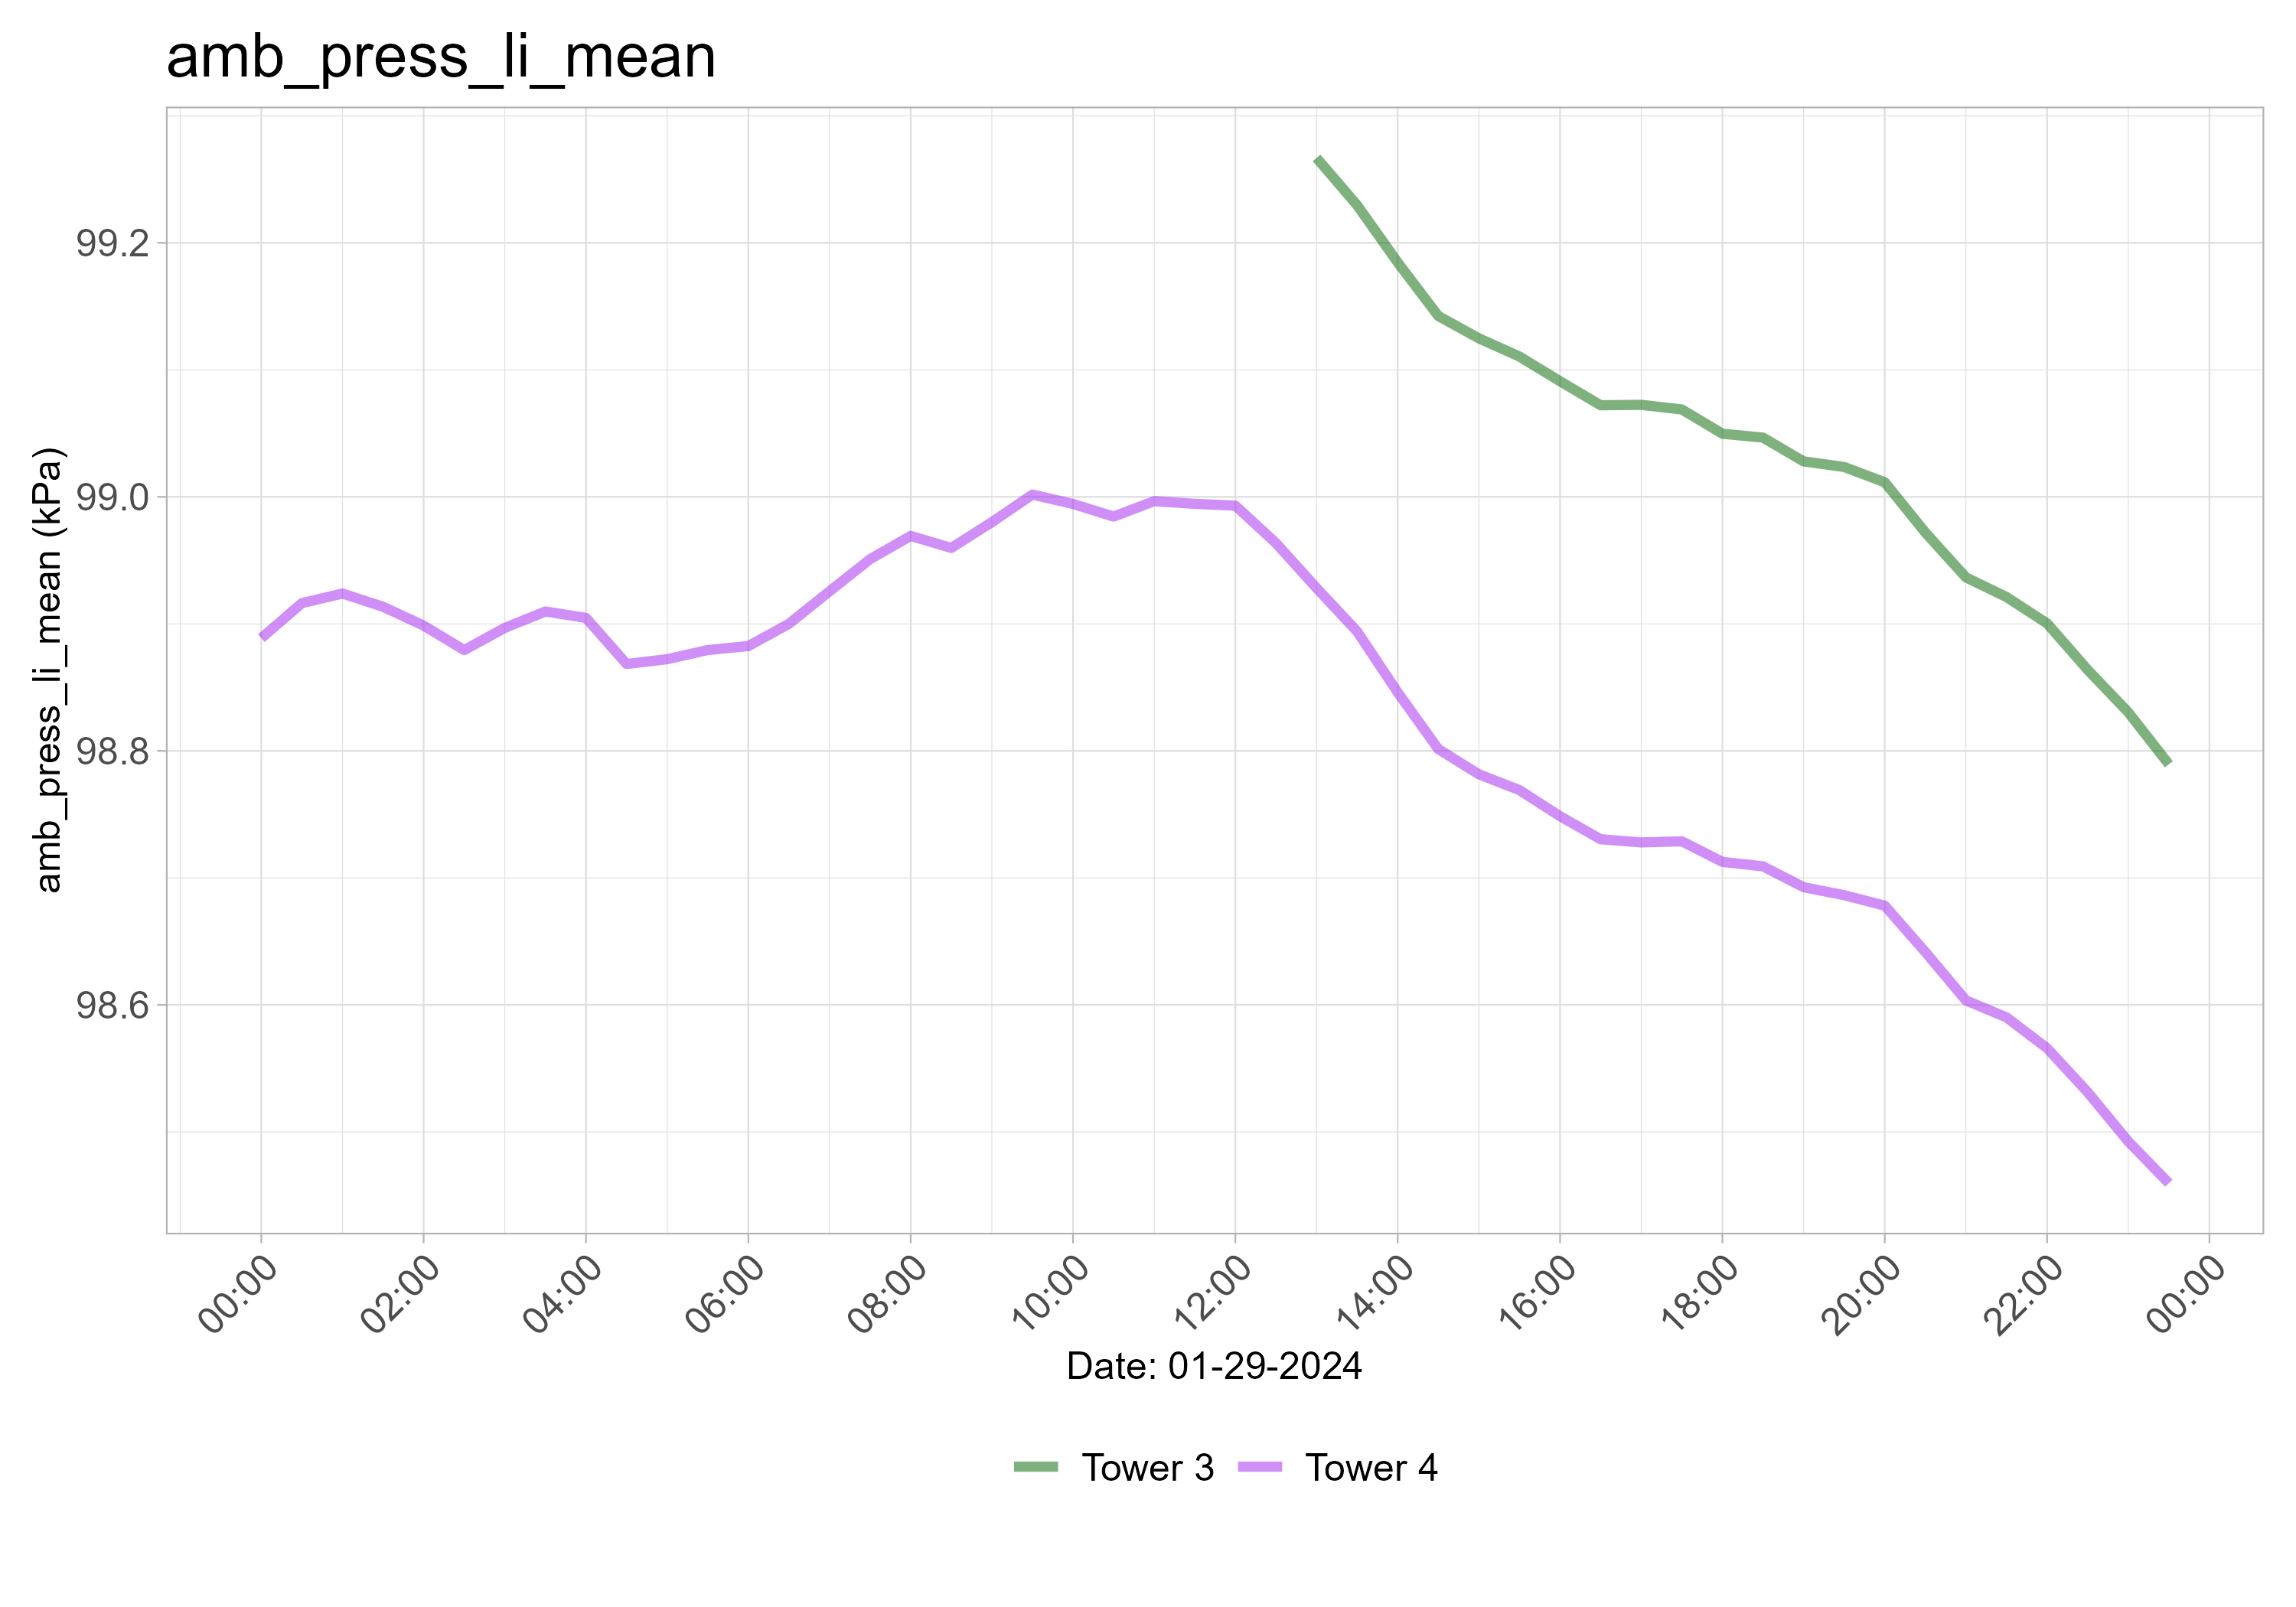 amb_press_li_mean
amb_press_li_mean (kPa)
99.2
99.0
98.8
98.6
00:00 02:00 04:00 06:00 08:00 10:00 12:00 14:00 16:00 18:00 20:00 22:00 00:00
Date: 01-29-2024
Tower 3 Tower 4